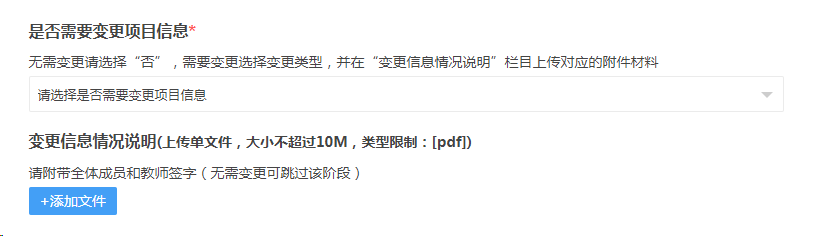 是否需要变更项目信息*
无需变更请选择“否”，需要变更选择变更类型，并在“变更信息情况说明”栏目上传对应的附件材料
请选择是否需要变更项目信息
变更信息情况说明(上传单文件，大小不超过10M，类型限制：[pdf])
请附带全体成员和教师签字（无需变更可跳过该阶段）
+添加文件